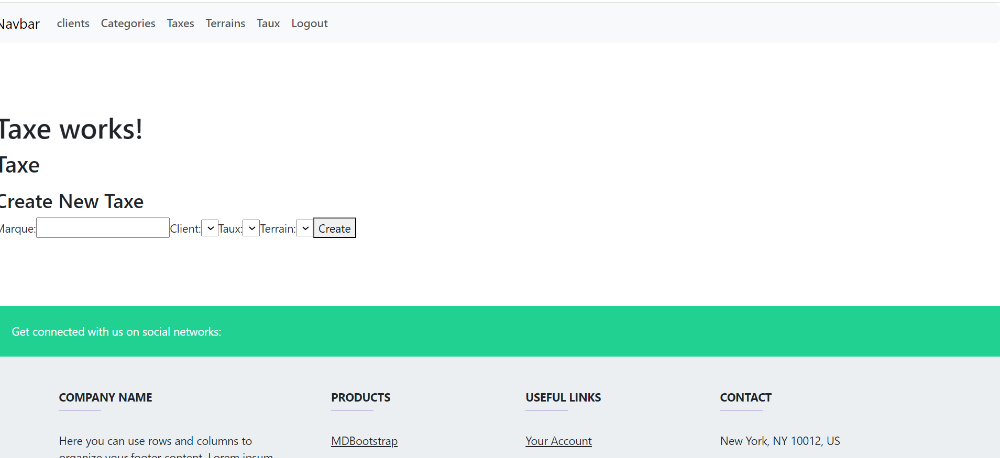 Navbar clients Categories Taxes Terrains Taux Logout
Taxe works!
Taxe
Create New Taxe
Marque: Client: Taux: Terrain: Create
Get connected with us on social networks:
COMPANY NAME PRODUCTS USEFUL LINKS CONTACT
Here you can use rows and columns to MDBootstrap Your Account New York, NY 10012, US
organize your footer content. Lorem ipsum